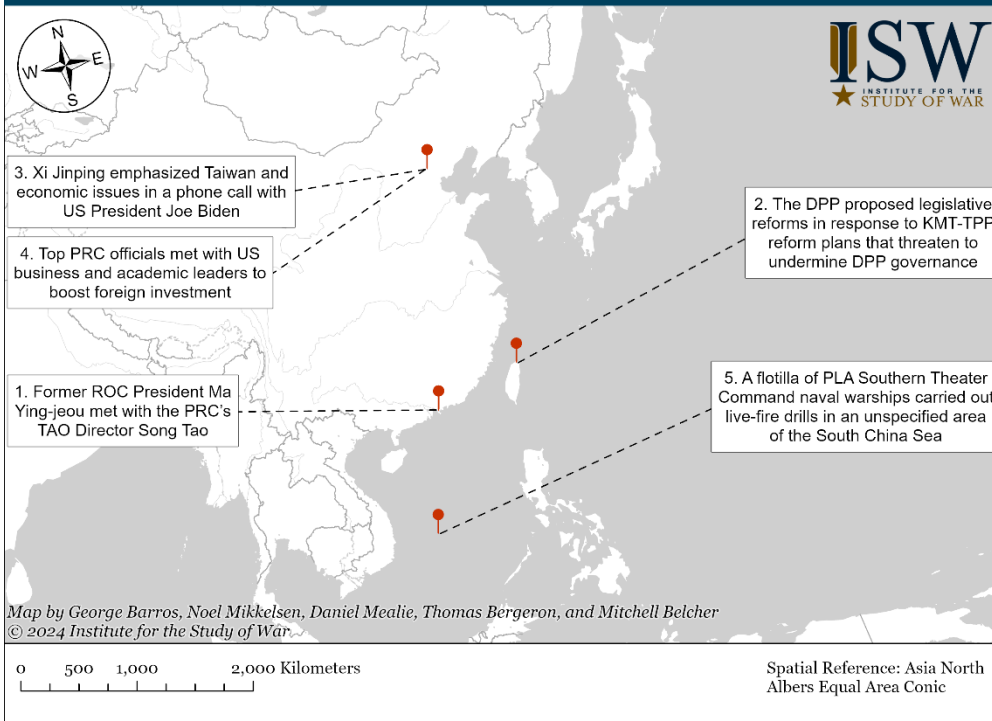 N
W E
S
ISW
INSTITUTE FOR THE
STUDY OF WAR
3. Xi Jinping emphasized Taiwan and
economic issues in a phone call with
US President Joe Biden
4. Top PRC officials met with US
business and academic leaders to
boost foreign investment
2. The DPP proposed legislative
reforms in response to KMT-TPP
reform plans that threaten to
undermine DPP governance
1. Former ROC President Ma
Ying-jeou met with the PRC's
TAO Director Song Tao
5. A flotilla of PLA Southern Theater
Command naval warships carried out
live-fire drills in an unspecified area
of the South China Sea
Map by George Barros, Noel Mikkelsen, Daniel Mealie, Thomas Bergeron, and Mitchell Belcher
© 2024 Institute for the Study of War
0 500 1,000 2,000 Kilometers
Spatial Reference: Asia North
Albers Equal Area Conic